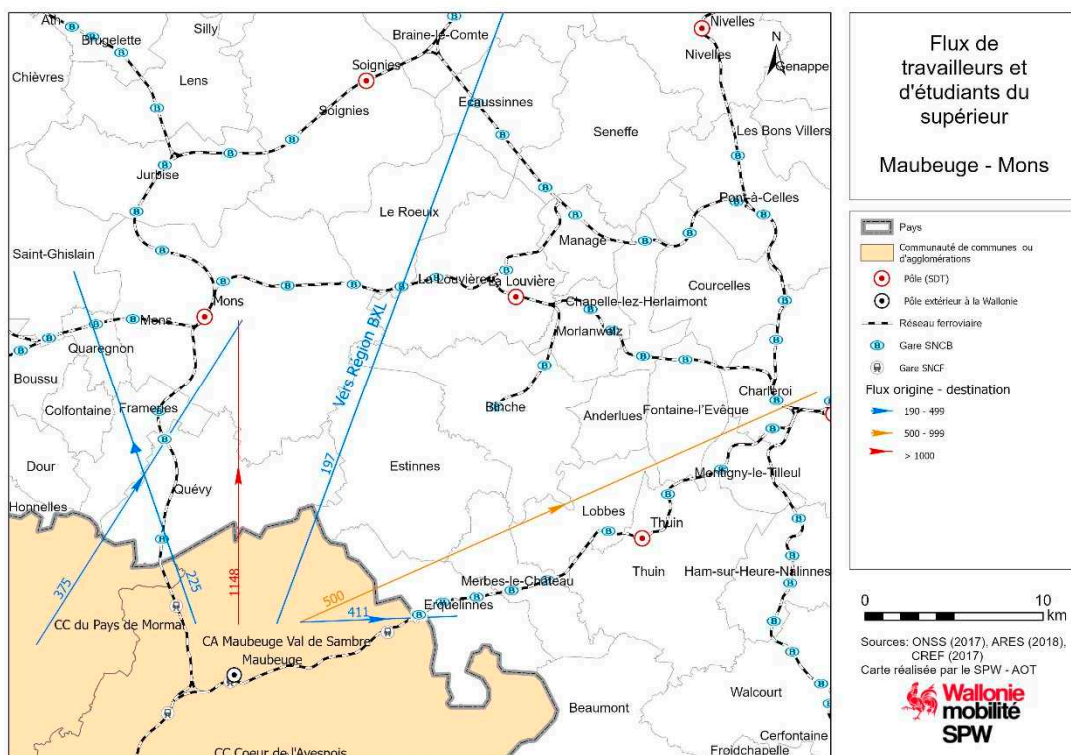 Ath
Brugelette
Silly
Braine-le-Comte
Nivelles
Nivelles
N
Genappe
Chièvres
Lens
Soignies
Soignies
Ecaussinnes
Seneffe
Les Bons Villers
Jurbise
Le Roeulx
Pont-à-Celles
Saint-Ghislain
Manage
Courcelles
La Louvière
La Louvière
Mons
Mons
Chapelle-lez-Herlaimont
Morlanwelz
Quaregnon
Boussu
Vers Région BXL
Charleroi
Colfontaine
Frameries
Binche
Anderlues
Fontaine-l'Evêque
Dour
Estinnes
197
Montigny-le-Tilleul
Honnelles
Quévy
Lobbes
Thuin
Thuin
Ham-sur-Heure-Nalinnes
Merbes-le-Château
Erquelinnes
375
225
1148
500
411
CC du Pays de Mormal
CA Maubeuge Val de Sambre
Maubeuge
Walcourt
Beaumont
Cerfontaine
Froidchapelle
CC Coeur de l'Avesnois
Flux de
travailleurs et
d'étudiants du
supérieur
Maubeuge - Mons
Pays
Communauté de communes ou
d'agglomérations
Pôle (SDT)
Pôle extérieur à la Wallonie
Réseau ferroviaire
B Gare SNCB
Gare SNCF
Flux origine - destination
190 - 499
500 - 999
> 1000
0 10
km
Sources: ONSS (2017), ARES (2018),
CREF (2017)
Carte réalisée par le SPW - AOT
Wallonie
mobilité
SPW